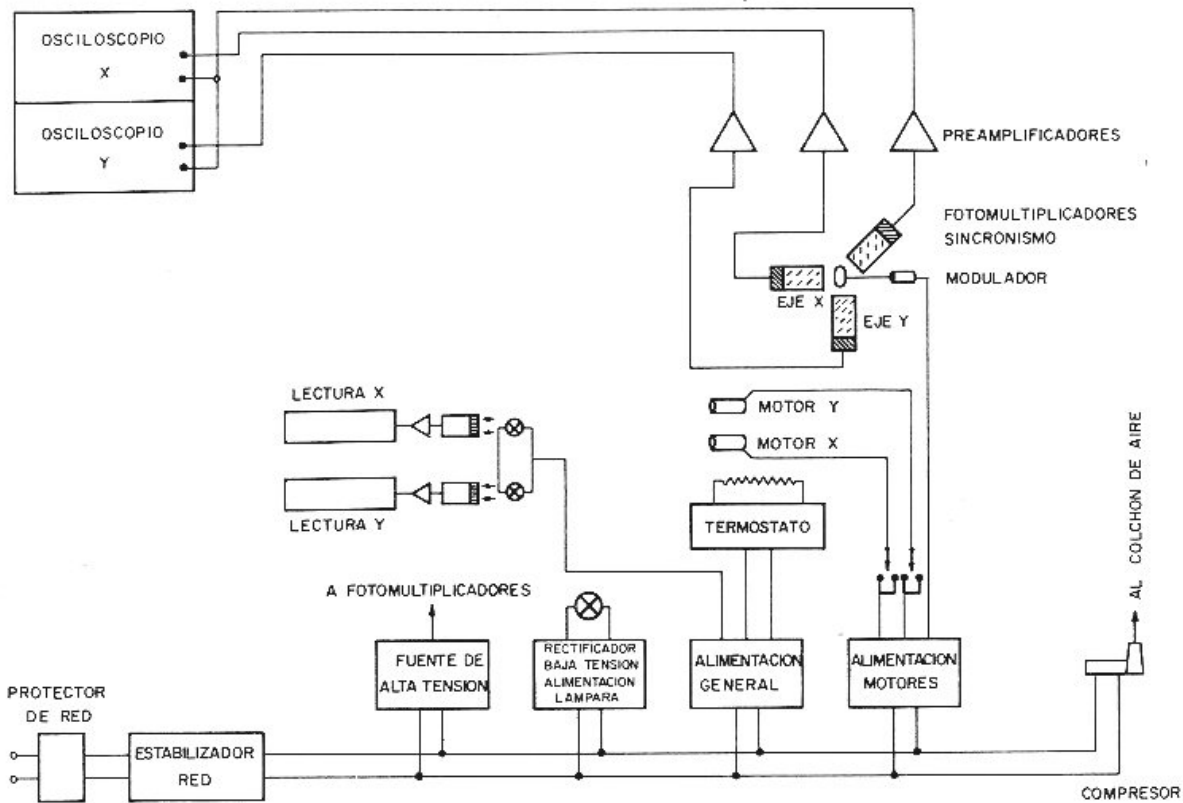 OSCILOSCOPIO
X
OSCILOSCOPIO
Y
PREAMPLIFICADORES
FOTOMULTIPLICADORES
SINCRONISMO
MODULADOR
EJE X
EJE Y
LECTURA X
LECTURA Y
MOTOR Y
MOTOR X
TERMOSTATO
AL COLCHON DE AIRE
A FOTOMULTIPLICADORES
FUENTE DE
ALTA TENSION
RECTIFICADOR
BAJA TENSION
ALIMENTACION
LAMPARA
ALIMENTACION
GENERAL
ALIMENTACION
MOTORES
PROTECTOR
DE RED
ESTABILIZADOR
RED
COMPRESOR